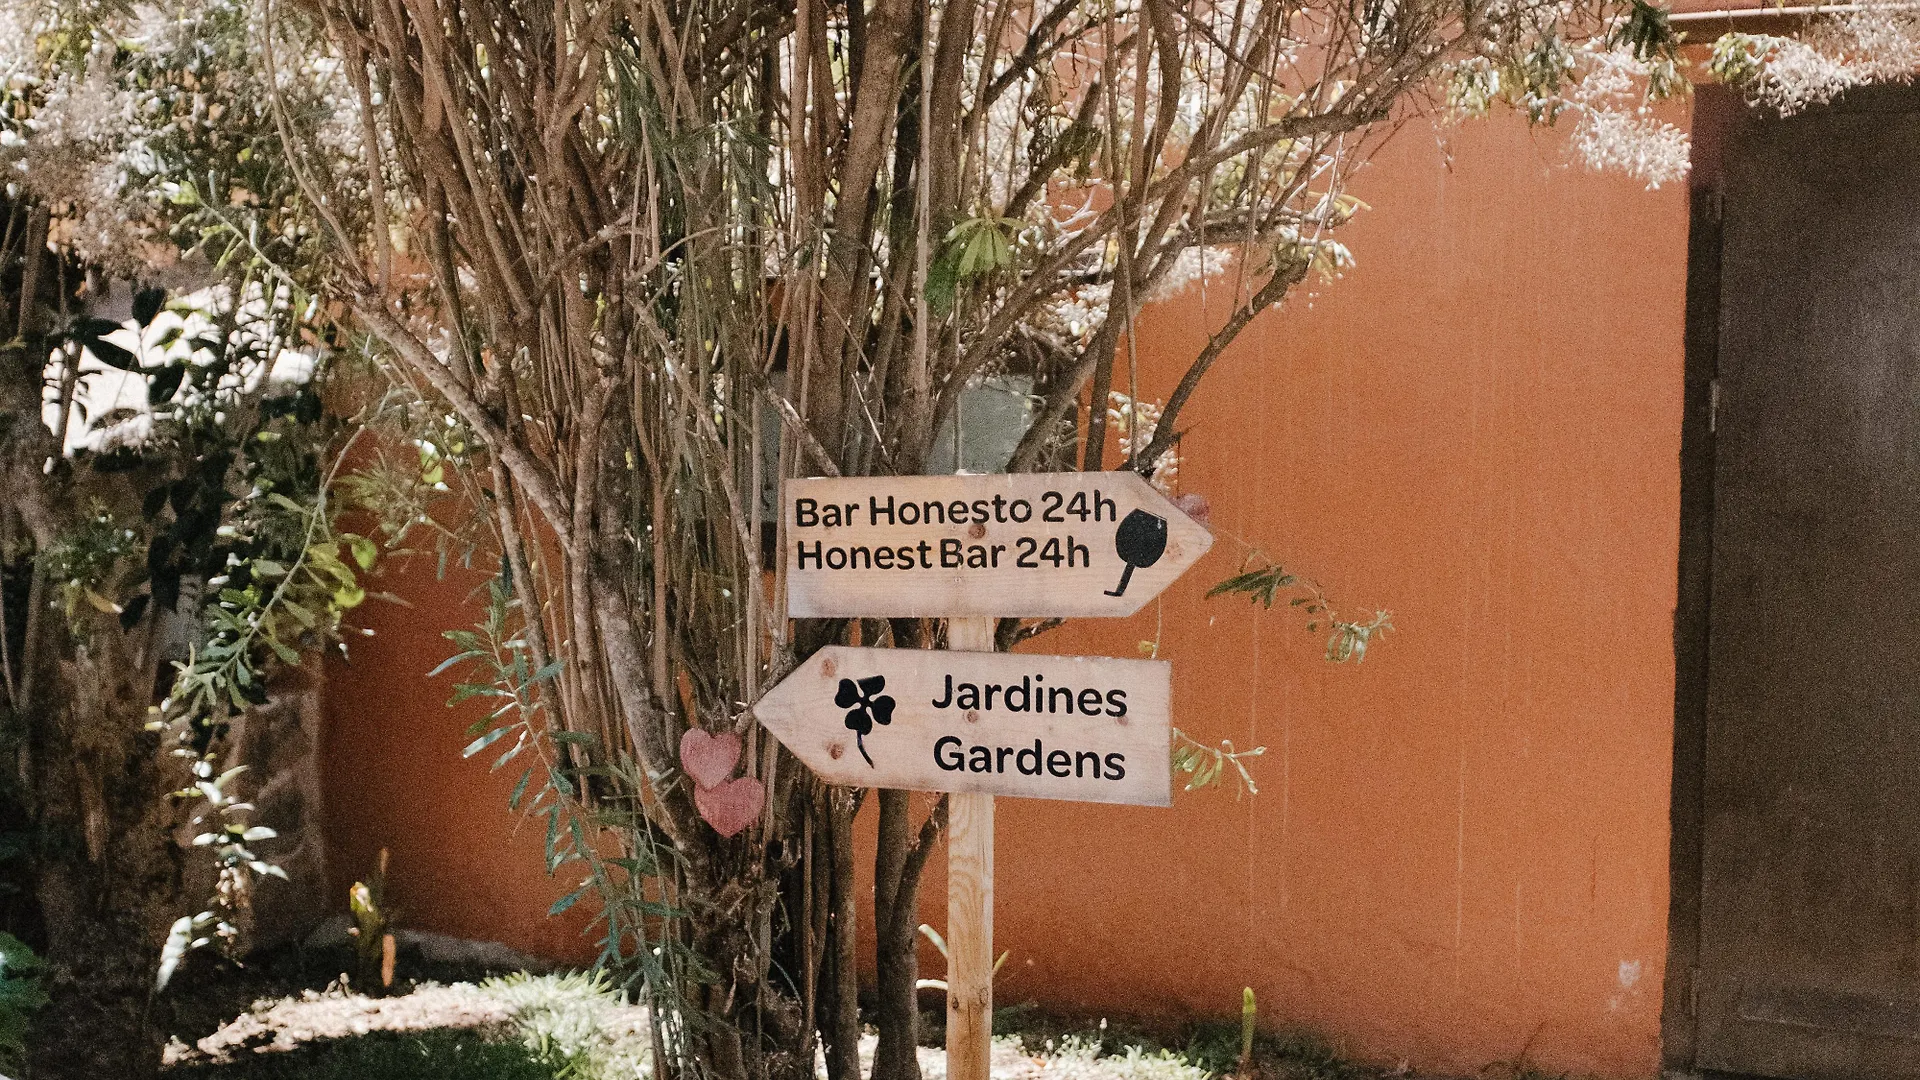 Bar Honesto 24h
Honest Bar 24h
Jardines
Gardens